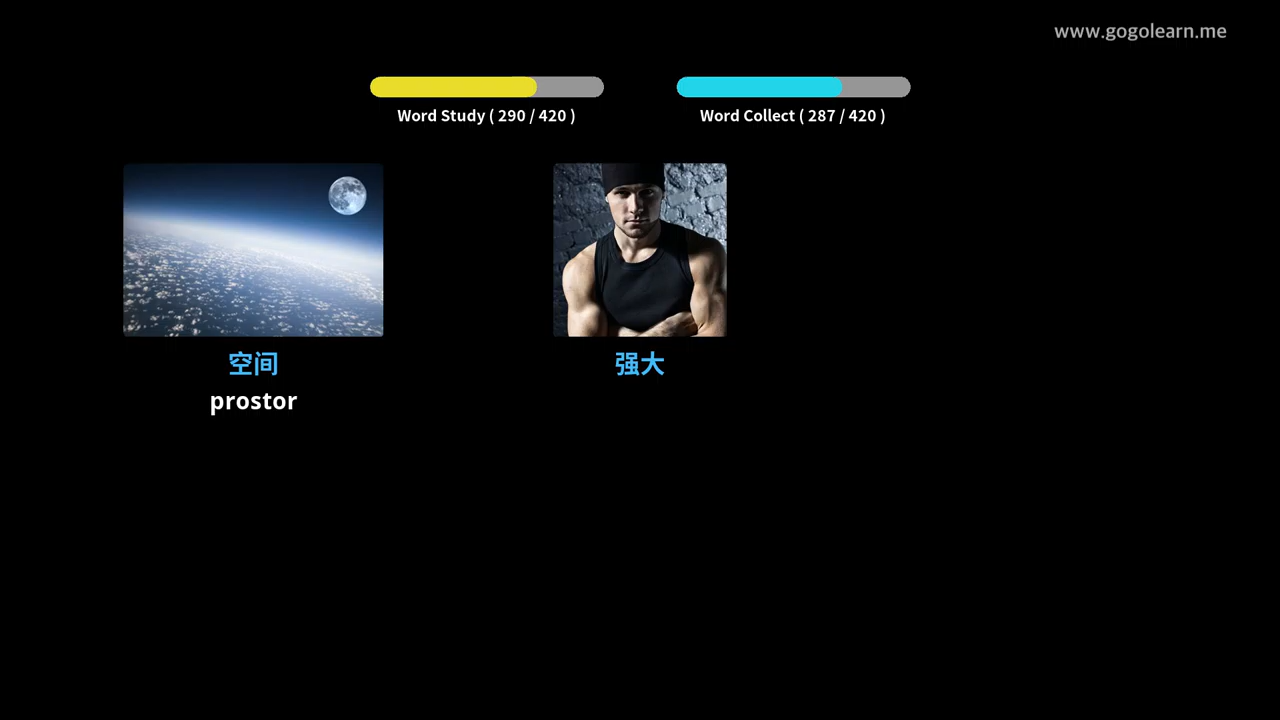 www.gogolearn.me
Word Study ( 290 / 420 )
Word Collect ( 287 / 420 )
空间
prostor
强大